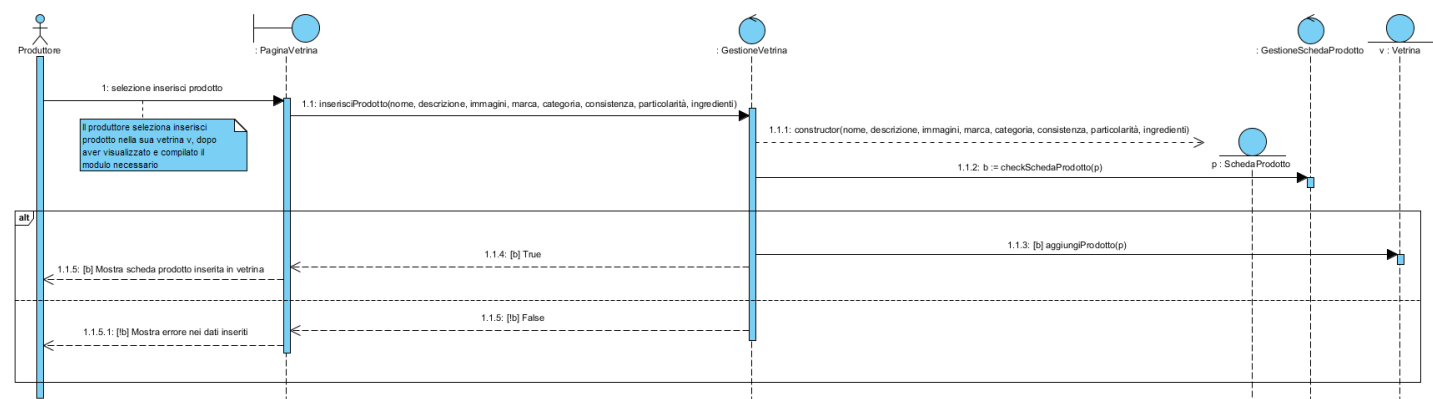 Produttore
: PaginaVetrina
: GestioneVetrina
: GestioneSchedaProdotto
v : Vetrina
1: selezione inserisci prodotto
1.1: inserisciProdotto(nome, descrizione, immagini, marca, categoria, consistenza, particolarità, ingredienti)
Il produttore seleziona inserisci
prodotto nella sua vetrina v, dopo
aver visualizzato e compilato il
modulo necessario
1.1.1: constructor(nome, descrizione, immagini, marca, categoria, consistenza, particolarità, ingredienti)
p : SchedaProdotto
1.1.2: b := checkSchedaProdotto(p)
alt
1.1.3: [b] aggiungiProdotto(p)
1.1.4: [b] True
1.1.5: [b] Mostra scheda prodotto inserita in vetrina
1.1.5: [!b] False
1.1.5.1: [!b] Mostra errore nei dati inseriti